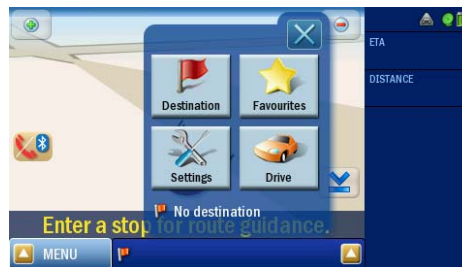 ETA
DISTANCE
Destination
Favourites
Settings
Drive
No destination
Enter a stop for route guidance.
MENU